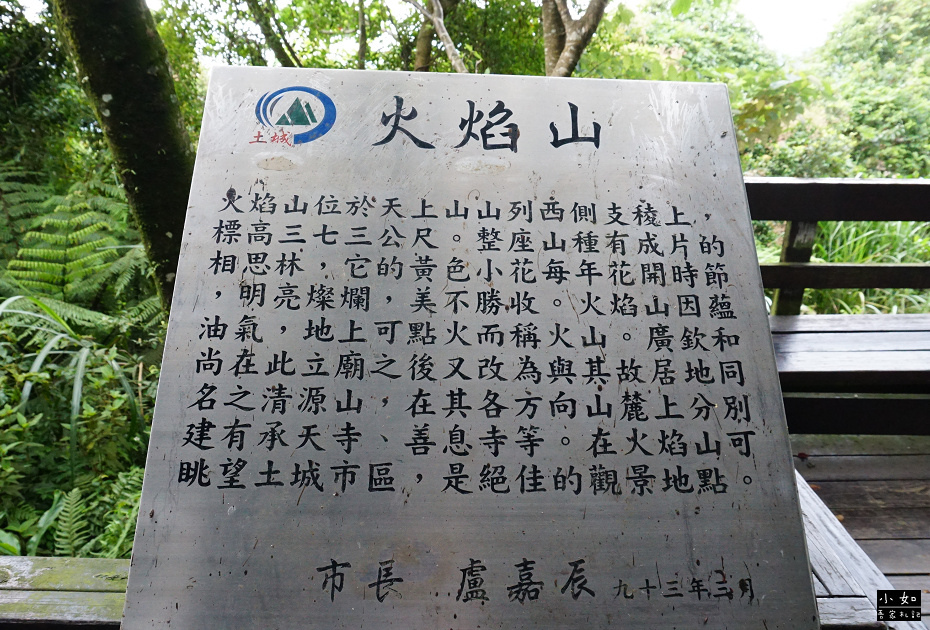 土城
火焰山
火焰山位於天上山山列西側支稜上，
標高三七三公尺。整座山種有成片的
相思林，它的黃色小花每年花開時節
，明亮燦爛，美不勝收。火焰山因蘊
油氣，地上可點火而稱火山。廣欽和
尚在此立廟之後又改為與其故居地同
名之清源山，在其各方向山麓上分別
建有承天寺、善息寺等。在火焰山可
眺望土城市區，是絕佳的觀景地點。
市長 盧嘉辰 九十三年三月
小如
吾家札記